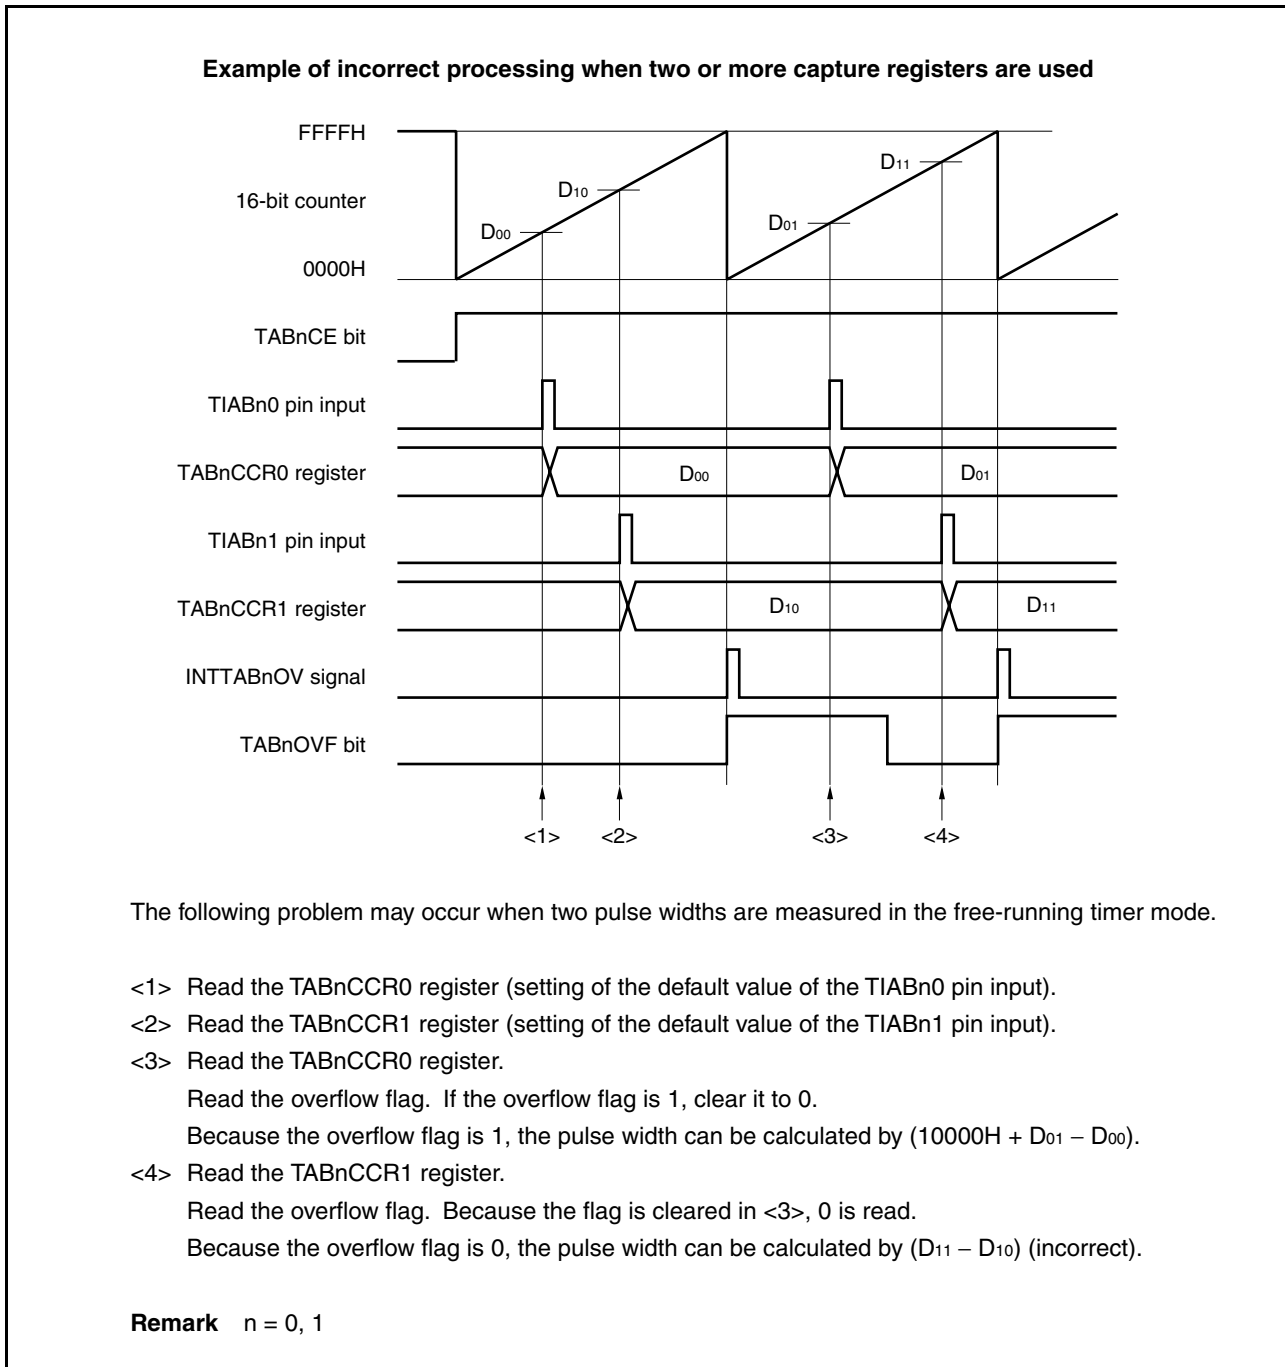 Example of incorrect processing when two or more capture registers are used
FFFFH
D11
D10
16-bit counter
D01
D00
0000H
TABnCE bit
TIABn0 pin input
TABnCCR0 register
D00
D01
TIABn1 pin input
TABnCCR1 register
D10
D11
INTTABnOV signal
TABnOVF bit
<1>
<2>
<3>
<4>
The following problem may occur when two pulse widths are measured in the free-running timer mode.
<1> Read the TABnCCR0 register (setting of the default value of the TIABn0 pin input).
<2> Read the TABnCCR1 register (setting of the default value of the TIABn1 pin input).
<3> Read the TABnCCR0 register.
Read the overflow flag. If the overflow flag is 1, clear it to 0.
Because the overflow flag is 1, the pulse width can be calculated by (10000H + D01 − D00).
<4> Read the TABnCCR1 register.
Read the overflow flag. Because the flag is cleared in <3>, 0 is read.
Because the overflow flag is 0, the pulse width can be calculated by (D11 − D10) (incorrect).
Remark n = 0, 1